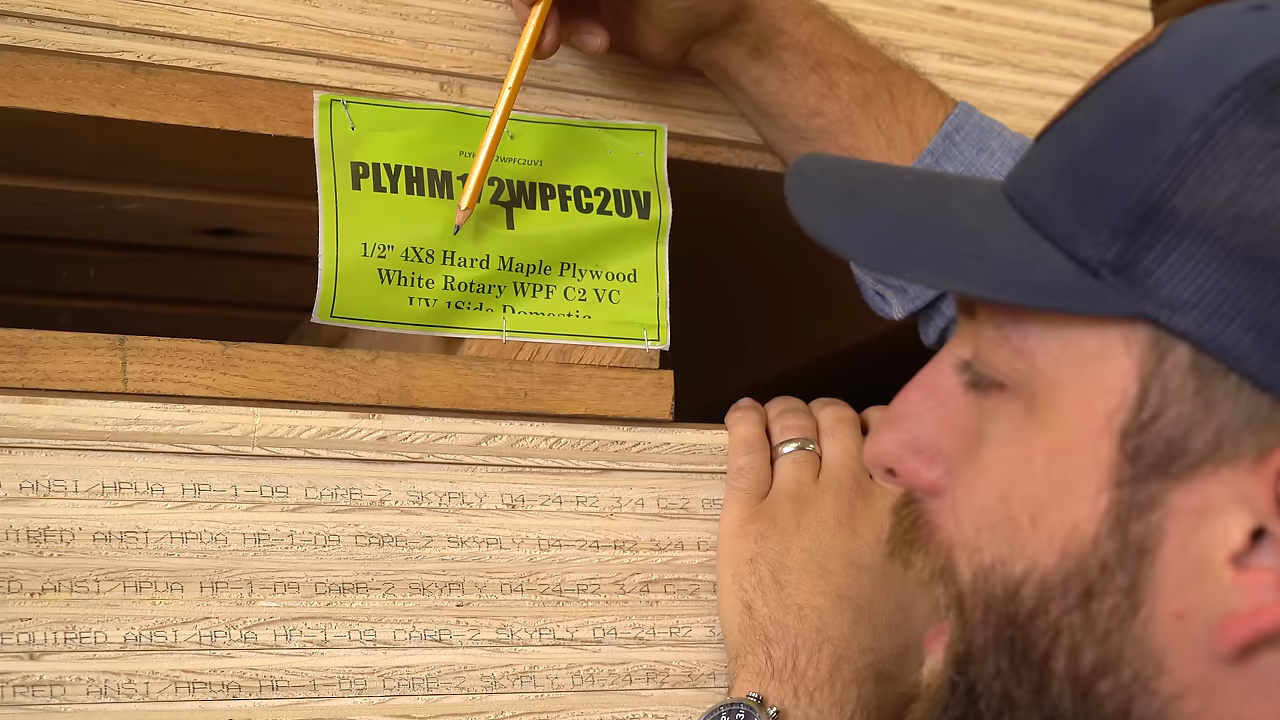 PLYHM1 2WPFC2UV
1/2" 4X8 Hard Maple Plywood
White Rotary WPF C2 VC
UV 1Side Domestic
ANSI/HPVA HP-1-09 CARB-2 SKYPLY 04-24-R2 3/4 C-2
ANSI/HPVA HP-1-09 CARB-2 SKYPLY 04-24-R2 3/4
ANSI/HPVA HP-1-09 CARB-2 SKYPLY 04-24-R2 3/4 C-2
ANSI/HPVA HP-1-09 CARB-2 SKYPLY 04-24-R2
ANSI/HPVA HP-1-09 CARB-2 SKYPLY 04-24-R2 3/4